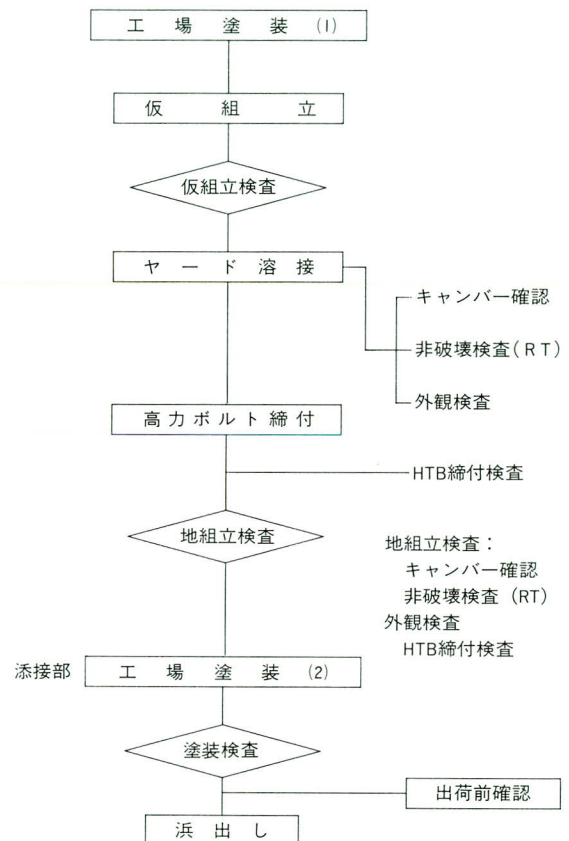 工場塗装 (1)
仮組立
仮組立検査
ヤード溶接
キャンバー確認
非破壊検査(RT)
外観検査
高力ボルト締付
HTB締付検査
地組立検査
地組立検査:
キャンバー確認
非破壊検査 (RT)
外観検査
HTB締付検査
添接部 工場塗装 (2)
塗装検査
出荷前確認
浜出し